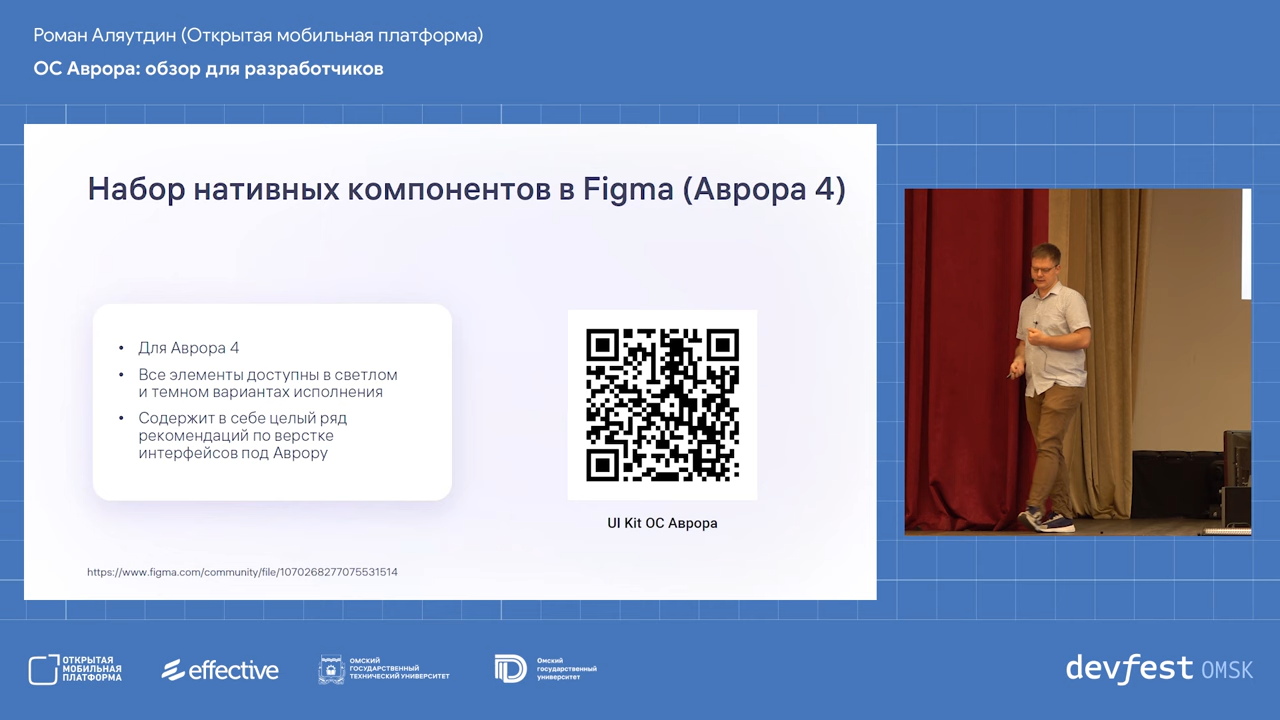 Роман Аляутдин (Открытая мобильная платформа)
ОС Аврора: обзор для разработчиков
Набор нативных компонентов в Figma (Аврора 4)
• Для Аврора 4
• Все элементы доступны в светлом
и темном вариантах исполнения
• Содержит в себе целый ряд
рекомендаций по верстке
интерфейсов под Аврору
UI Kit ОС Аврора
https://www.figma.com/community/file/1070268277075531514
ОТКРЫТАЯ
МОБИЛЬНАЯ
ПЛАТФОРМА
effective
ОМСКИЙ
ГОСУДАРСТВЕННЫЙ
ТЕХНИЧЕСКИЙ УНИВЕРСИТЕТ
Омский
государственный
университет
devfest OMSK